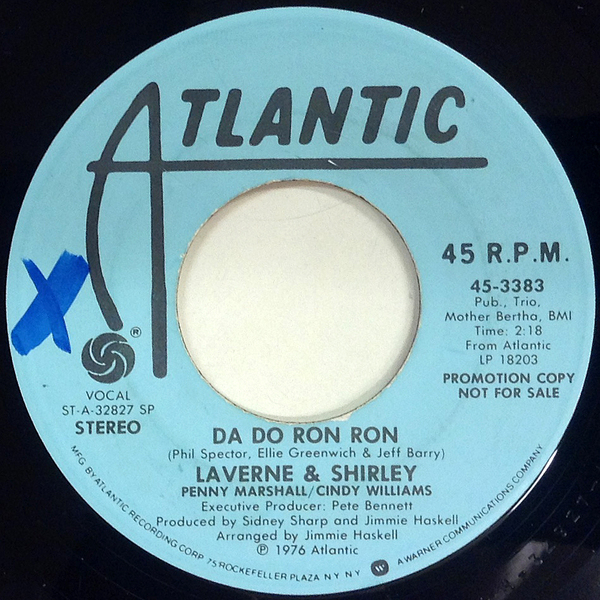 ATLANTIC
45 R.P.M.
45-3383
Pub., Trio,
Mother Bertha, BMI
Time: 2:18
From Atlantic
LP 18203
PROMOTION COPY
NOT FOR SALE
®
VOCAL
ST-A-32827 SP
STEREO
DA DO RON RON
(Phil Spector, Ellie Greenwich & Jeff Barry)
LAVERNE & SHIRLEY
PENNY MARSHALL/CINDY WILLIAMS
Executive Producer: Pete Bennett
Produced by Sidney Sharp and Jimmie Haskell
Arranged by Jimmie Haskell
℗ 1976 Atlantic
MFG. BY ATLANTIC RECORDING CORP. 75 ROCKEFELLER PLAZA NY NY W A WARNER COMMUNICATIONS COMPANY